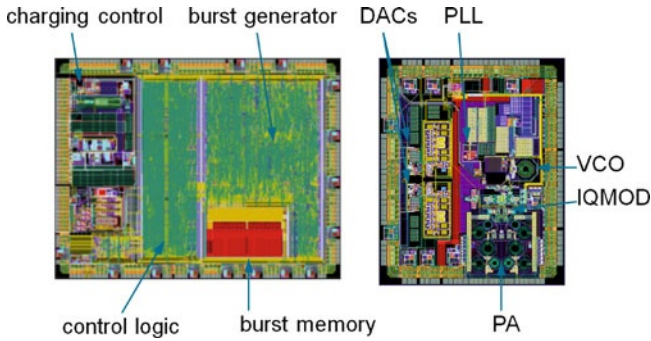 charging control
burst generator
DACs
PLL
VCO
IQMOD
control logic
burst memory
PA